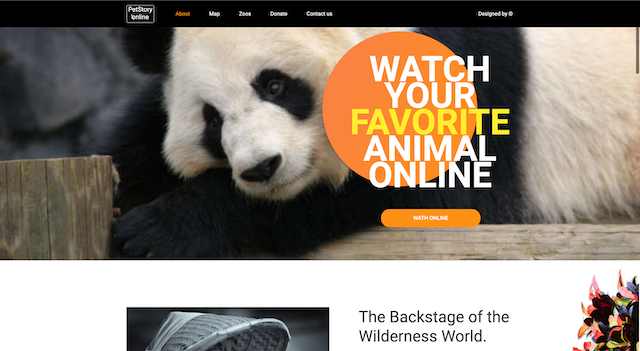 PetStory
online
About
Map
Zoos
Donate
Contact us
Designed by ©
WATCH
YOUR
FAVORITE
ANIMAL
ONLINE
WATH ONLINE
The Backstage of the
Wilderness World.